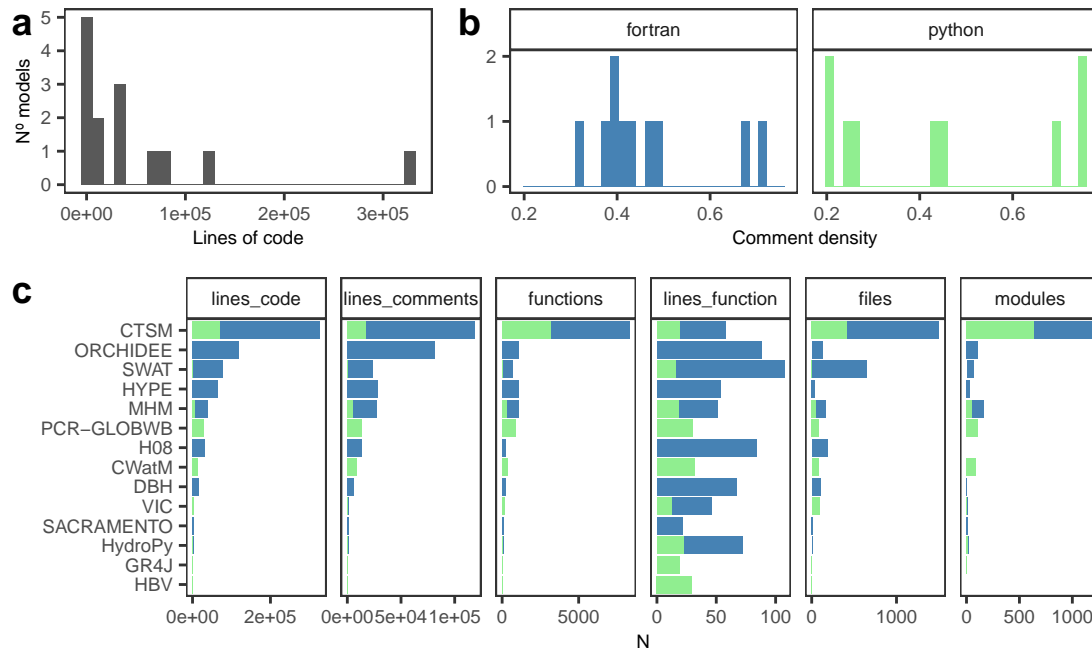 a
5
4
3
2
1
0
Nº models
0e+00 1e+05 2e+05 3e+05
Lines of code
b
fortran python
2
1
0
0.2 0.4 0.6 0.2 0.4 0.6
Comment density
c
lines_code lines_comments functions lines_function files modules
CTSM
ORCHIDEE
SWAT
HYPE
MHM
PCR−GLOBWB
H08
CWatM
DBH
VIC
SACRAMENTO
HydroPy
GR4J
HBV
0e+00 2e+05 0e+005e+041e+05 0 5000 0 50 100 0 1000 0 500 1000
N